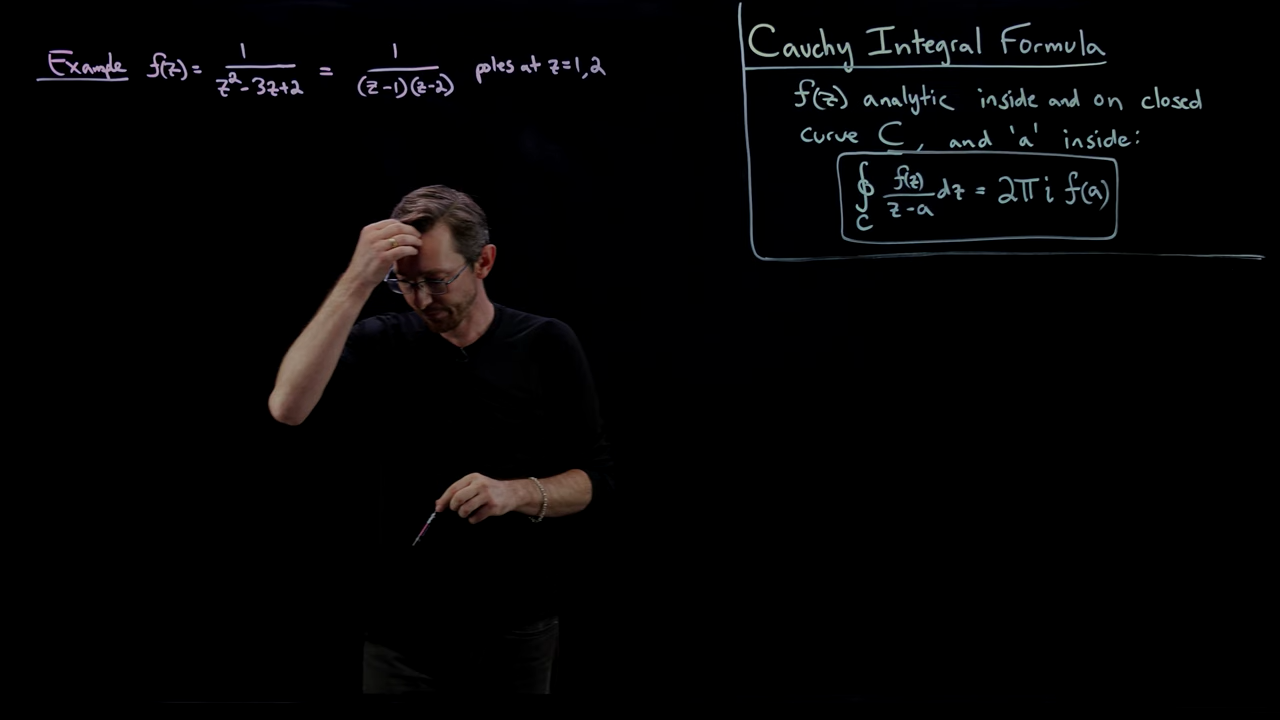 Example f(z) = 1/(z²-3z+2) = 1/((z-1)(z-2)) poles at z=1,2
Cauchy Integral Formula
f(z) analytic inside and on closed
curve C, and 'a' inside:
∮_C f(z)/(z-a) dz = 2πi f(a)